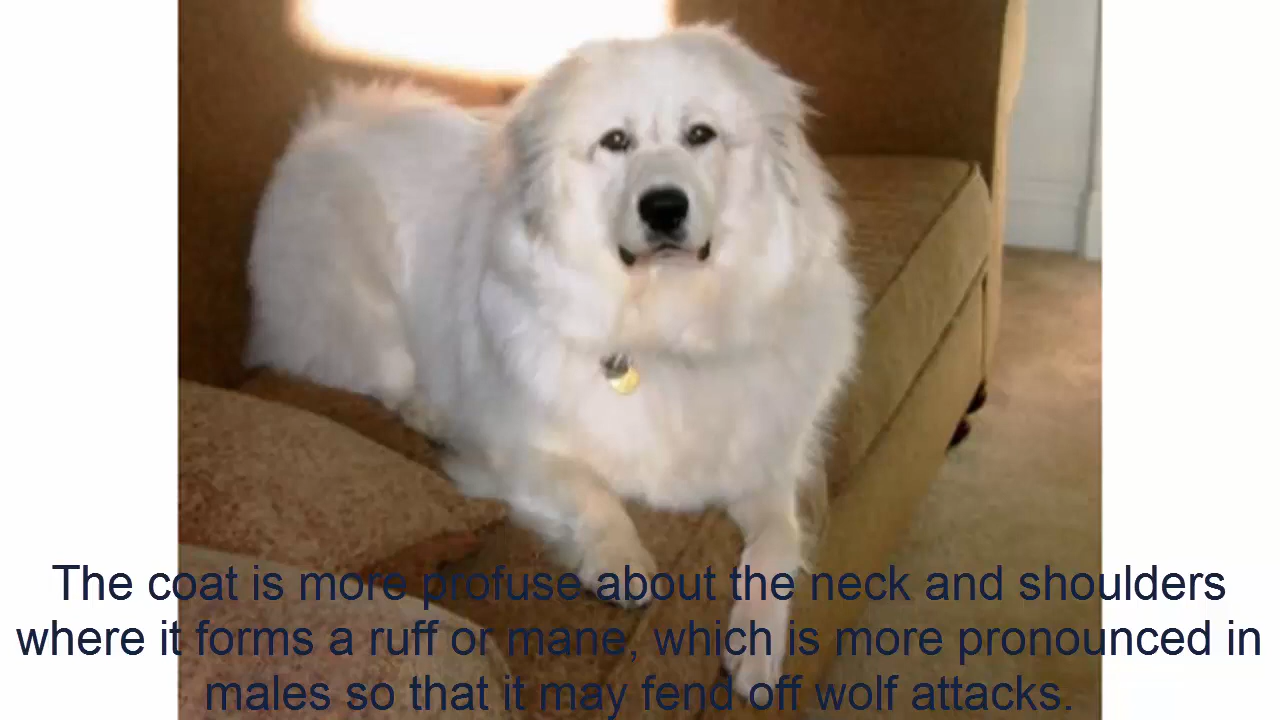 The coat is more profuse about the neck and shoulders
where it forms a ruff or mane, which is more pronounced in
males so that it may fend off wolf attacks.